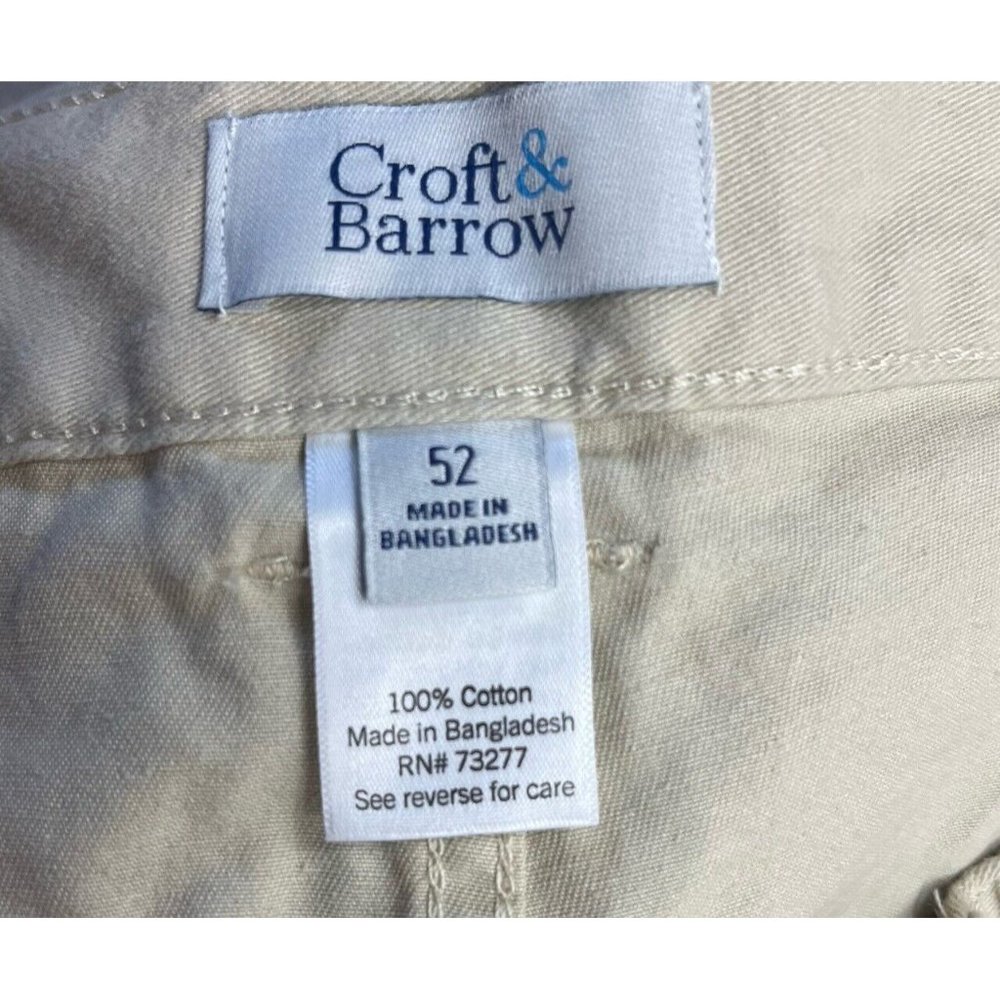 Croft&
Barrow
52
MADE IN
BANGLADESH
100% Cotton
Made in Bangladesh
RN# 73277
See reverse for care